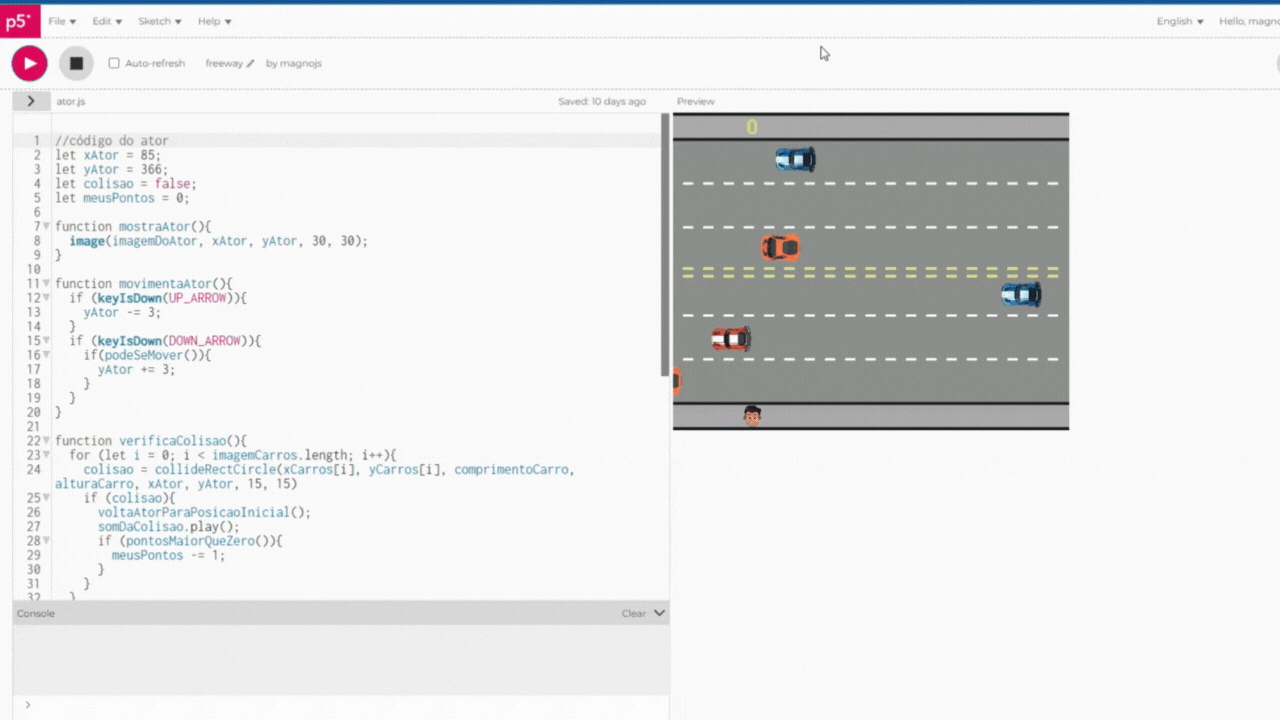 p5* File Edit Sketch Help English Hello, magno
Auto-refresh freeway by magnojs
ator.js Saved: 10 days ago Preview
1 //código do ator
2 let xAtor = 85;
3 let yAtor = 366;
4 let colisao = false;
5 let meusPontos = 0;
6
7 function mostraAtor(){
8 image(imagemDoAtor, xAtor, yAtor, 30, 30);
9 }
10
11 function movimentaAtor(){
12 if (keyIsDown(UP_ARROW)){
13 yAtor -= 3;
14 }
15 if (keyIsDown(DOWN_ARROW)){
16 if(podeSeMover()){
17 yAtor += 3;
18 }
19 }
20 }
21
22 function verificaColisao(){
23 for (let i = 0; i < imagemCarros.length; i++){
24 colisao = collideRectCircle(xCarros[i], yCarros[i], comprimentoCarro,
alturaCarro, xAtor, yAtor, 15, 15)
25 if (colisao){
26 voltaAtorParaPosicaoInicial();
27 somDaColisao.play();
28 if (pontosMaiorQueZero()){
29 meusPontos -= 1;
30 }
31 }
32 }
Console Clear
>
0